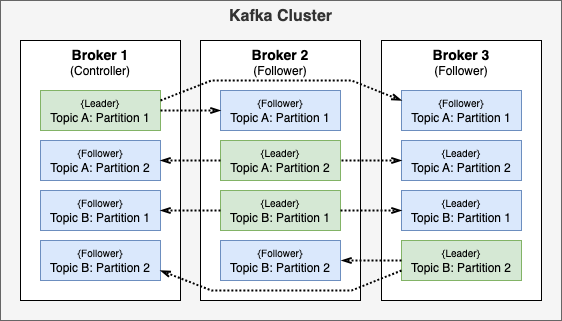 Kafka Cluster
Broker 1
(Controller)
{Leader}
Topic A: Partition 1
{Follower}
Topic A: Partition 2
{Follower}
Topic B: Partition 1
{Follower}
Topic B: Partition 2
Broker 2
(Follower)
{Follower}
Topic A: Partition 1
{Leader}
Topic A: Partition 2
{Leader}
Topic B: Partition 1
{Follower}
Topic B: Partition 2
Broker 3
(Follower)
{Follower}
Topic A: Partition 1
{Follower}
Topic A: Partition 2
{Follower}
Topic B: Partition 1
{Leader}
Topic B: Partition 2